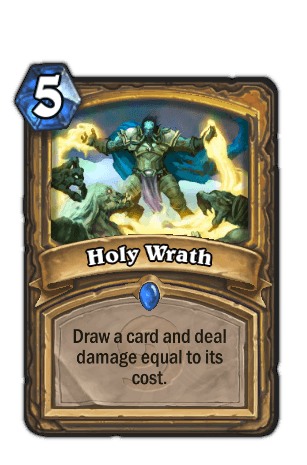 5
Holy Wrath
Draw a card and deal
damage equal to its
cost.